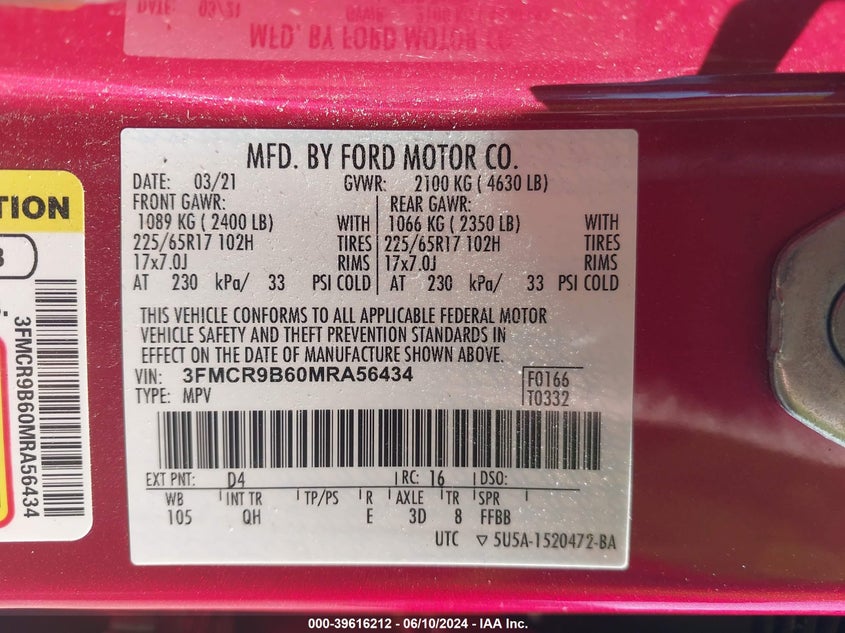 03/21
MFD. BY FORD MOTOR CO.
TION
3FMCR9B60MRA56434
MFD. BY FORD MOTOR CO.
DATE: 03/21 GVWR: 2100 KG ( 4630 LB)
FRONT GAWR: REAR GAWR:
1089 KG ( 2400 LB) WITH 1066 KG ( 2350 LB) WITH
225/65R17 102H TIRES 225/65R17 102H TIRES
17x7.0J RIMS 17x7.0J RIMS
AT 230 kPa/ 33 PSI COLD AT 230 kPa/ 33 PSI COLD
THIS VEHICLE CONFORMS TO ALL APPLICABLE FEDERAL MOTOR
VEHICLE SAFETY AND THEFT PREVENTION STANDARDS IN
EFFECT ON THE DATE OF MANUFACTURE SHOWN ABOVE.
VIN: 3FMCR9B60MRA56434 F0166
TYPE: MPV T0332
EXT PNT: D4 RC: 16 DSO:
WB INT TR TP/PS R AXLE TR SPR
105 QH E 3D 8 FFBB
UTC ▽ 5U5A-1520472-BA
000-39616212 - 06/10/2024 - IAA Inc.